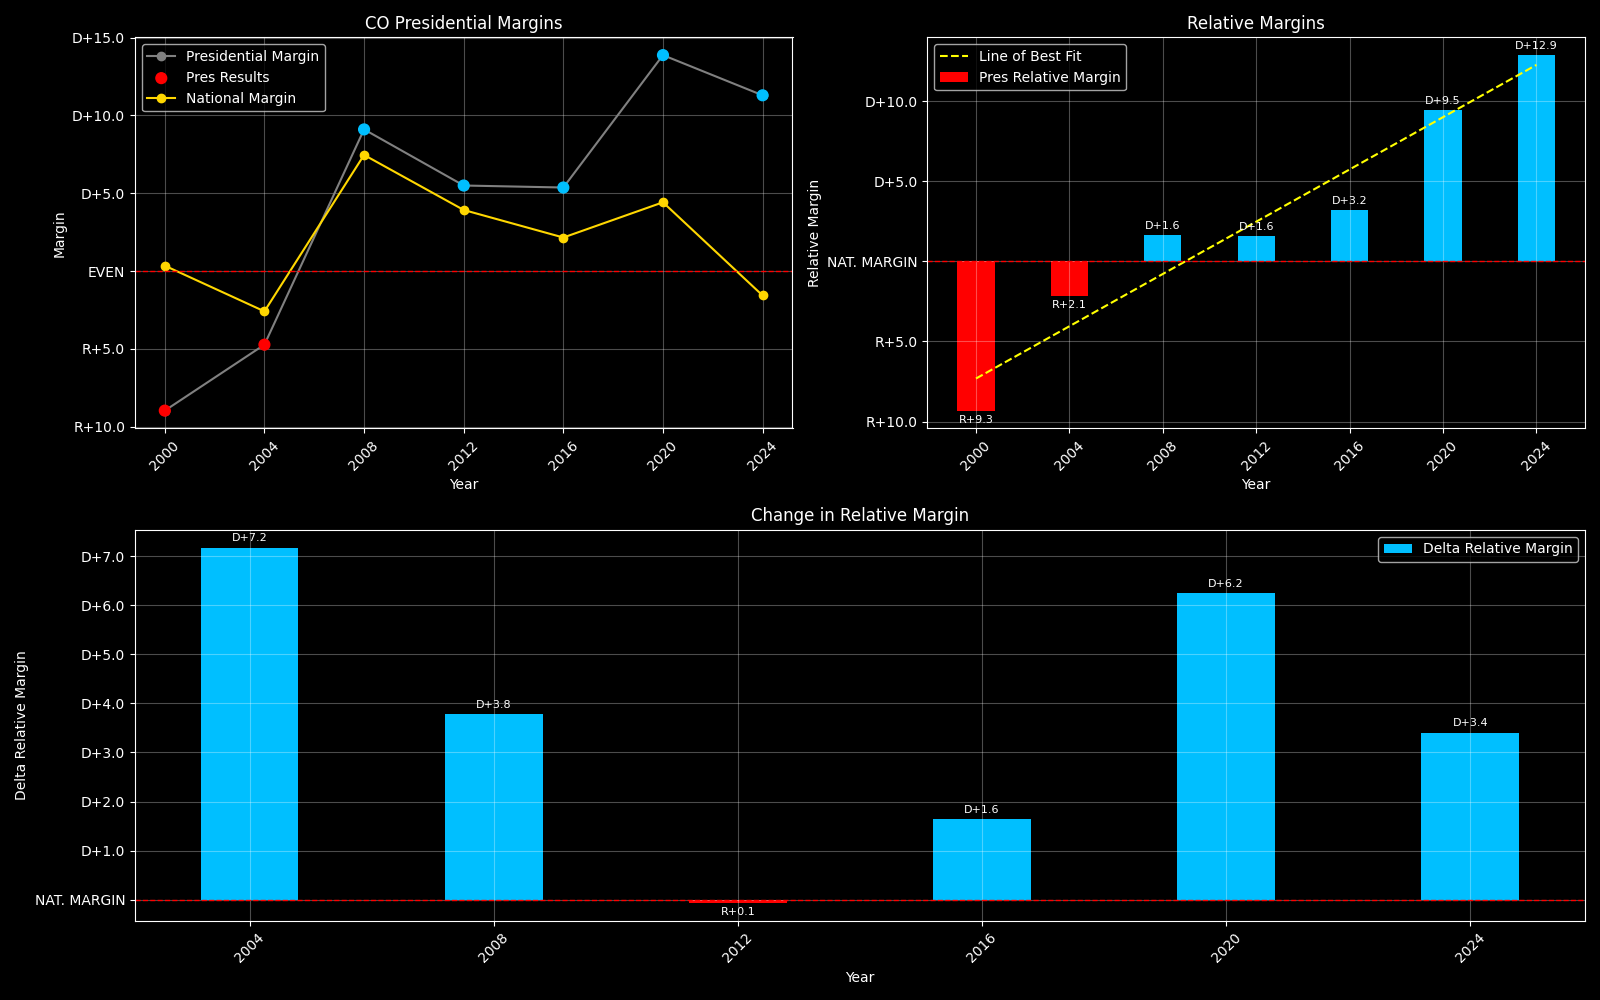 CO Presidential Margins
D+15.0
D+10.0
D+5.0
EVEN
R+5.0
R+10.0
Margin
Presidential Margin
Pres Results
National Margin
2000
2004
2008
2012
2016
2020
2024
Year
Relative Margins
D+10.0
D+5.0
NAT. MARGIN
R+5.0
R+10.0
Relative Margin
Line of Best Fit
Pres Relative Margin
R+9.3
R+2.1
D+1.6
D+1.6
D+3.2
D+9.5
D+12.9
2000
2004
2008
2012
2016
2020
2024
Year
Change in Relative Margin
D+7.0
D+6.0
D+5.0
D+4.0
D+3.0
D+2.0
D+1.0
NAT. MARGIN
Delta Relative Margin
Delta Relative Margin
D+7.2
D+3.8
R+0.1
D+1.6
D+6.2
D+3.4
2004
2008
2012
2016
2020
2024
Year